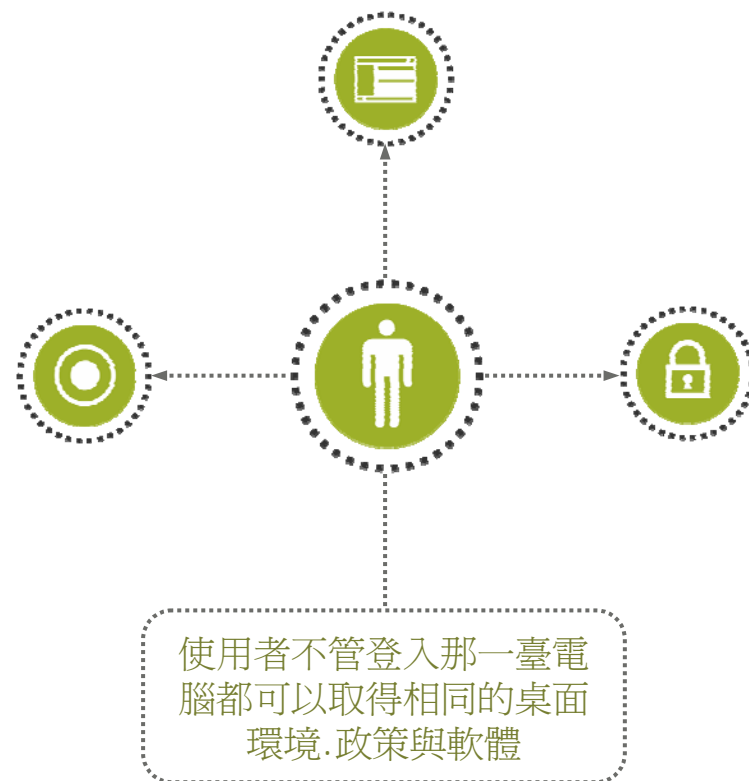 使用者不管登入那一臺電
腦都可以取得相同的桌面
環境.政策與軟體